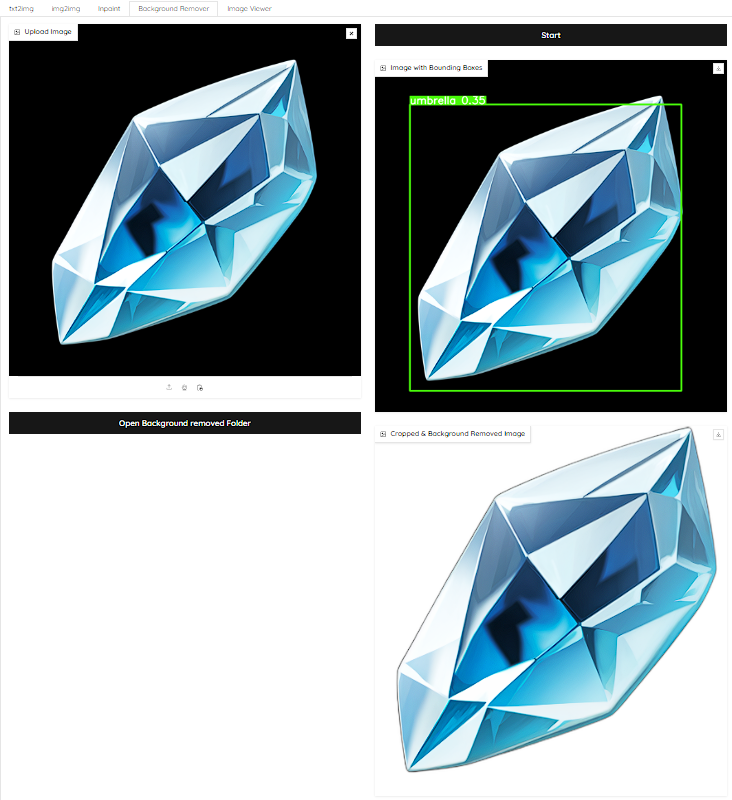 txt2img img2img Inpaint Background Remover Image Viewer
Upload Image
Start
Image with Bounding Boxes
umbrella 0.35
Open Background removed Folder
Cropped & Background Removed Image